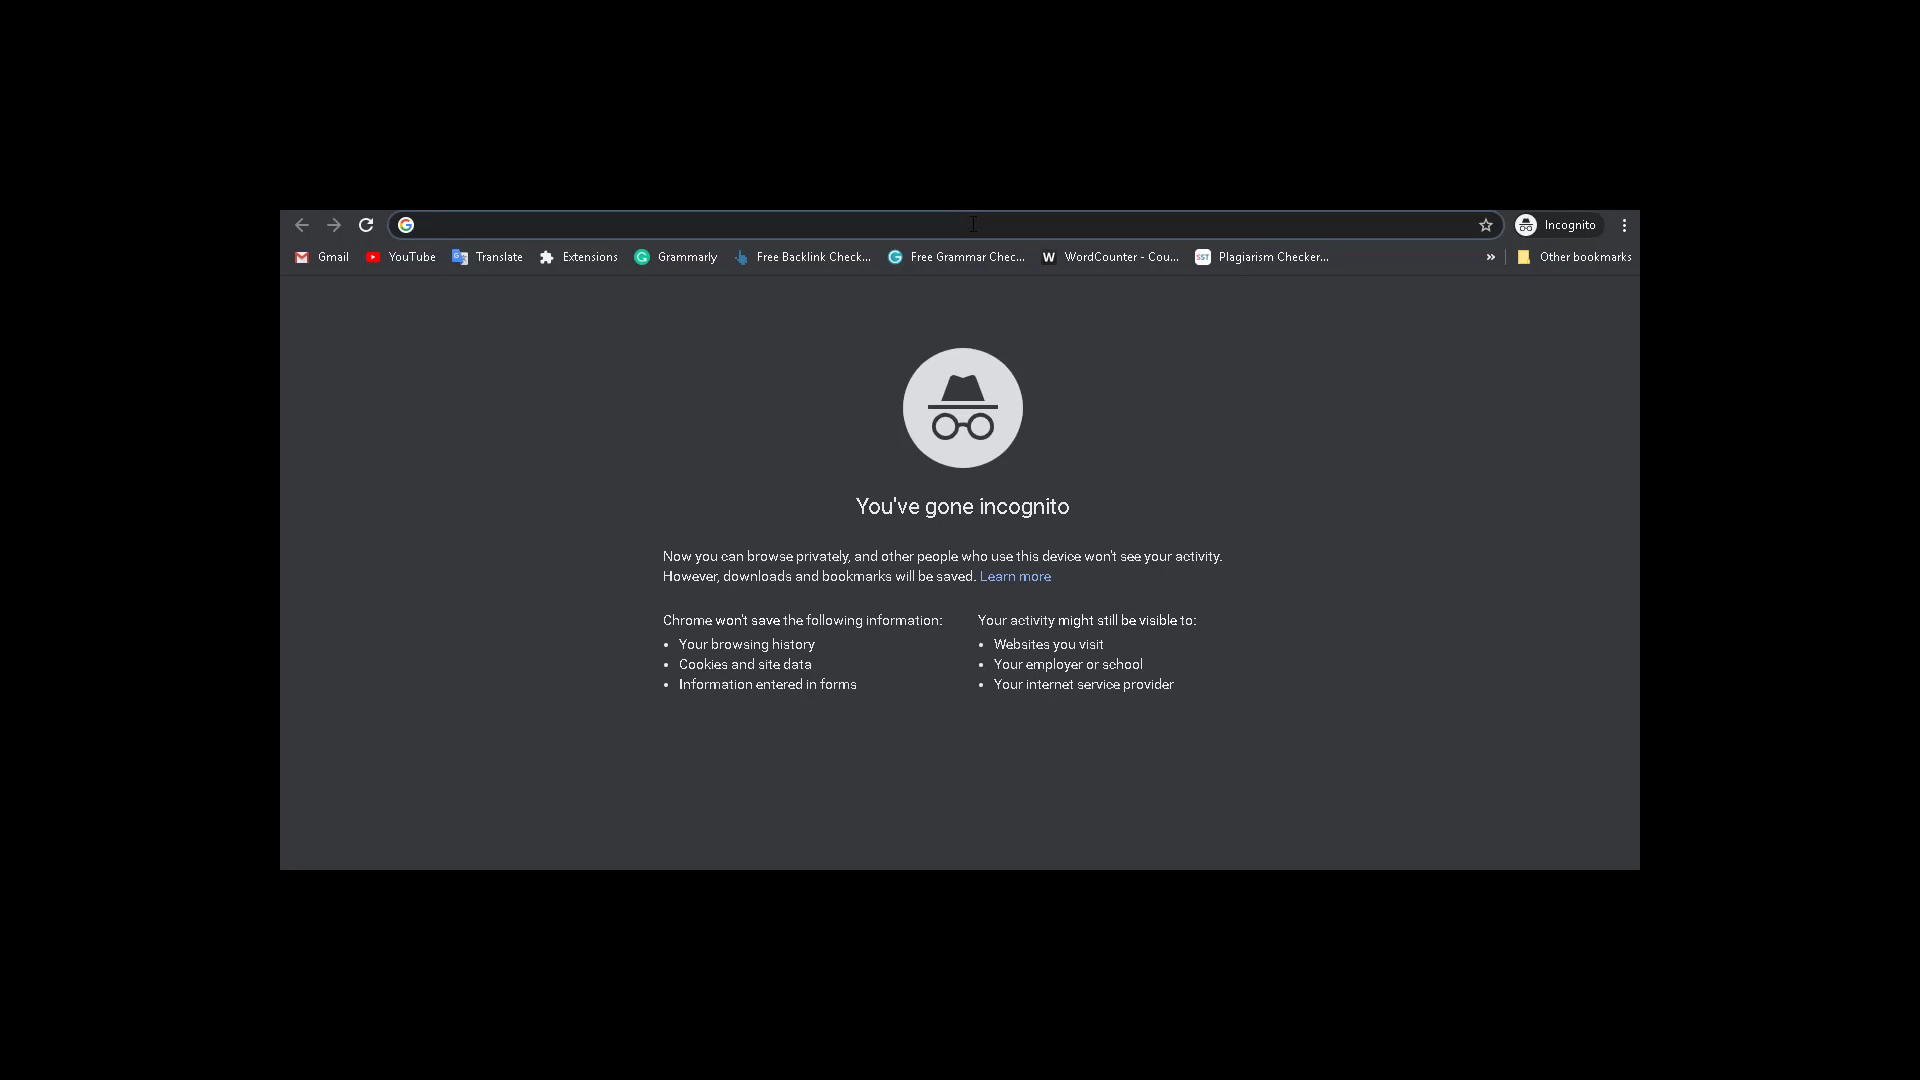 Incognito
Gmail YouTube Translate Extensions Grammarly Free Backlink Check... Free Grammar Chec... W WordCounter - Cou... SST Plagiarism Checker... » Other bookmarks
You've gone incognito
Now you can browse privately, and other people who use this device won't see your activity.
However, downloads and bookmarks will be saved. Learn more
Chrome won't save the following information:
• Your browsing history
• Cookies and site data
• Information entered in forms
Your activity might still be visible to:
• Websites you visit
• Your employer or school
• Your internet service provider